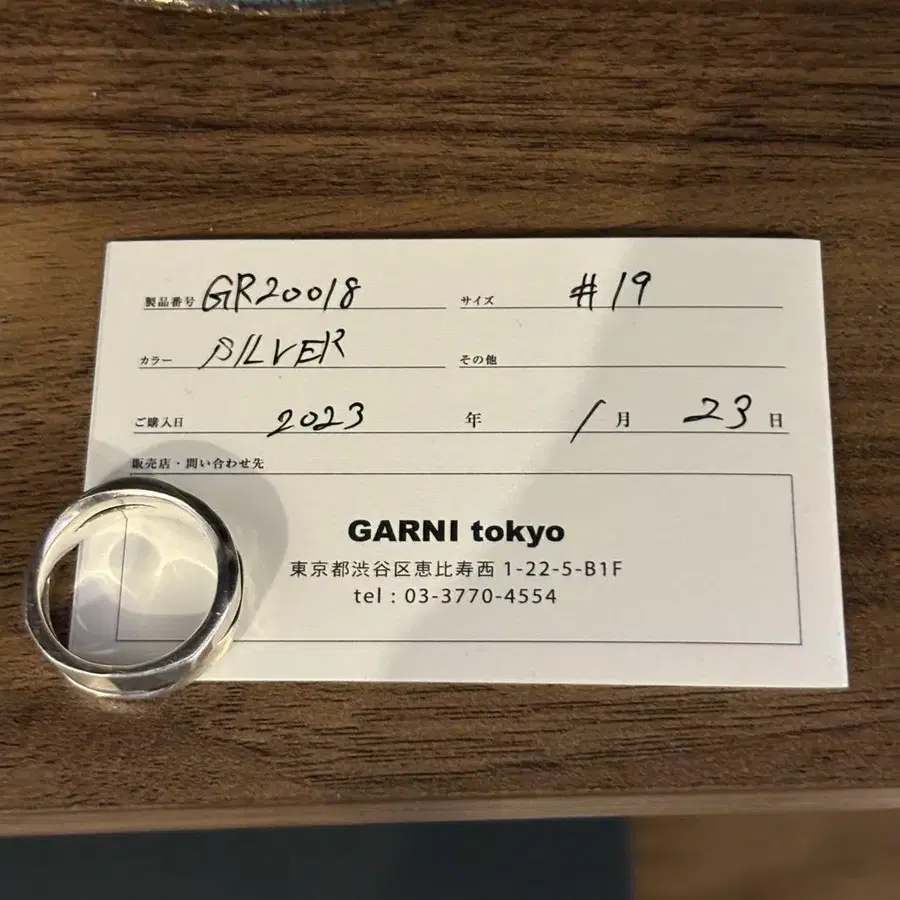 製品番号 GR20018 サイズ #19
カラー SILVER その他
ご購入日 2023 年 1 月 23 日
販売店・問い合わせ先
GARNI tokyo
東京都渋谷区恵比寿西 1-22-5-B1F
tel : 03-3770-4554